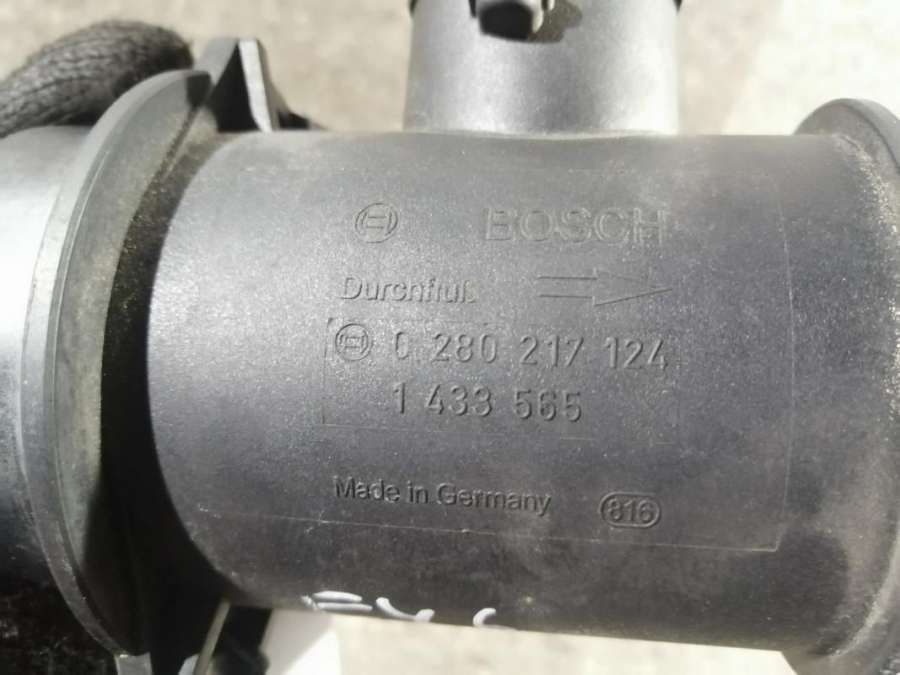 BOSCH
Durchfluß
0 280 217 124
1 433 565
Made in Germany 816